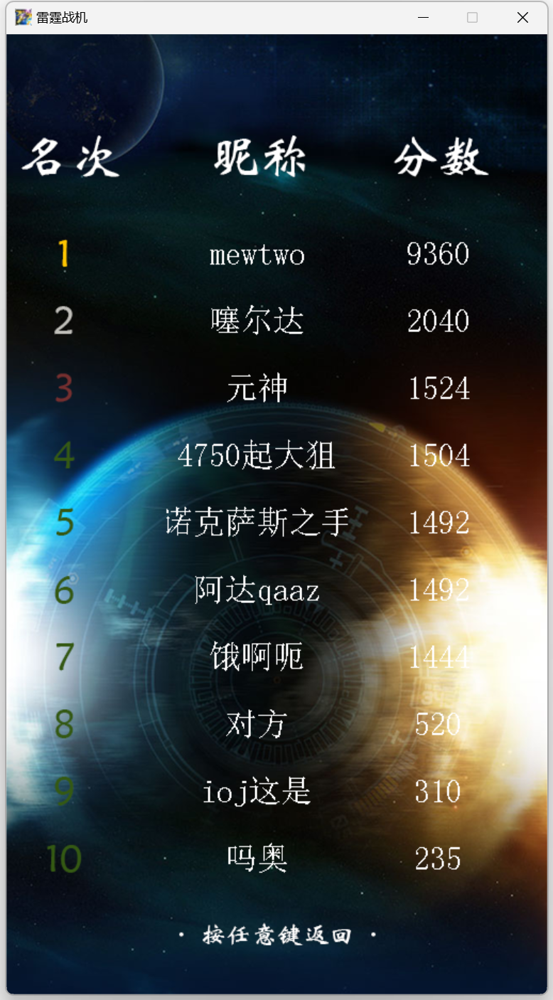 雷霆战机
名次 昵称 分数
1 mewtwo 9360
2 噻尔达 2040
3 元神 1524
4 4750起大狙 1504
5 诺克萨斯之手 1492
6 阿达qaaz 1492
7 饿啊呃 1444
8 对方 520
9 ioj这是 310
10 吗奥 235
· 按任意键返回 ·